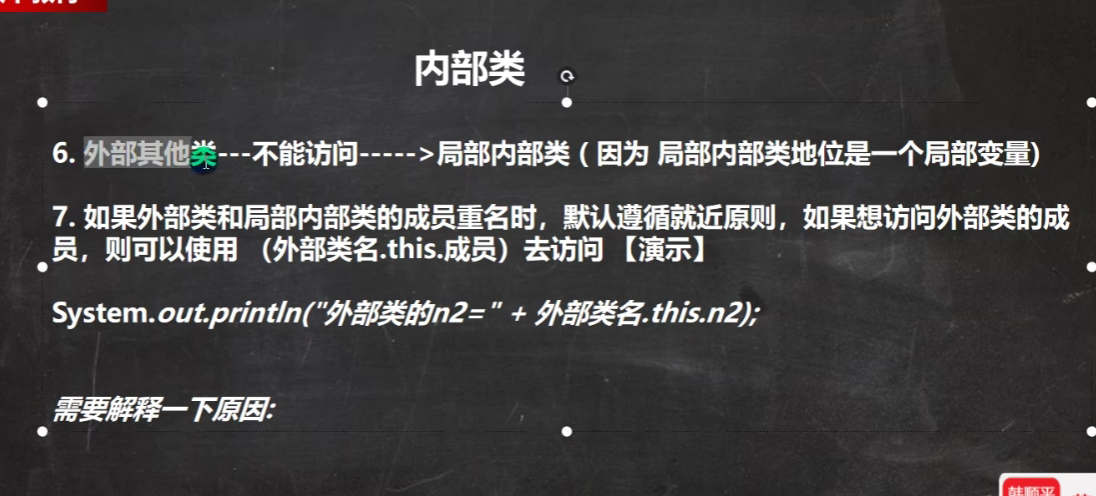 内部类
6. 外部其他类---不能访问----->局部内部类 ( 因为 局部内部类地位是一个局部变量)
7. 如果外部类和局部内部类的成员重名时，默认遵循就近原则，如果想访问外部类的成
员，则可以使用 （外部类名.this.成员）去访问 【演示】
System.out.println("外部类的n2=" + 外部类名.this.n2);
需要解释一下原因:
韩顺平